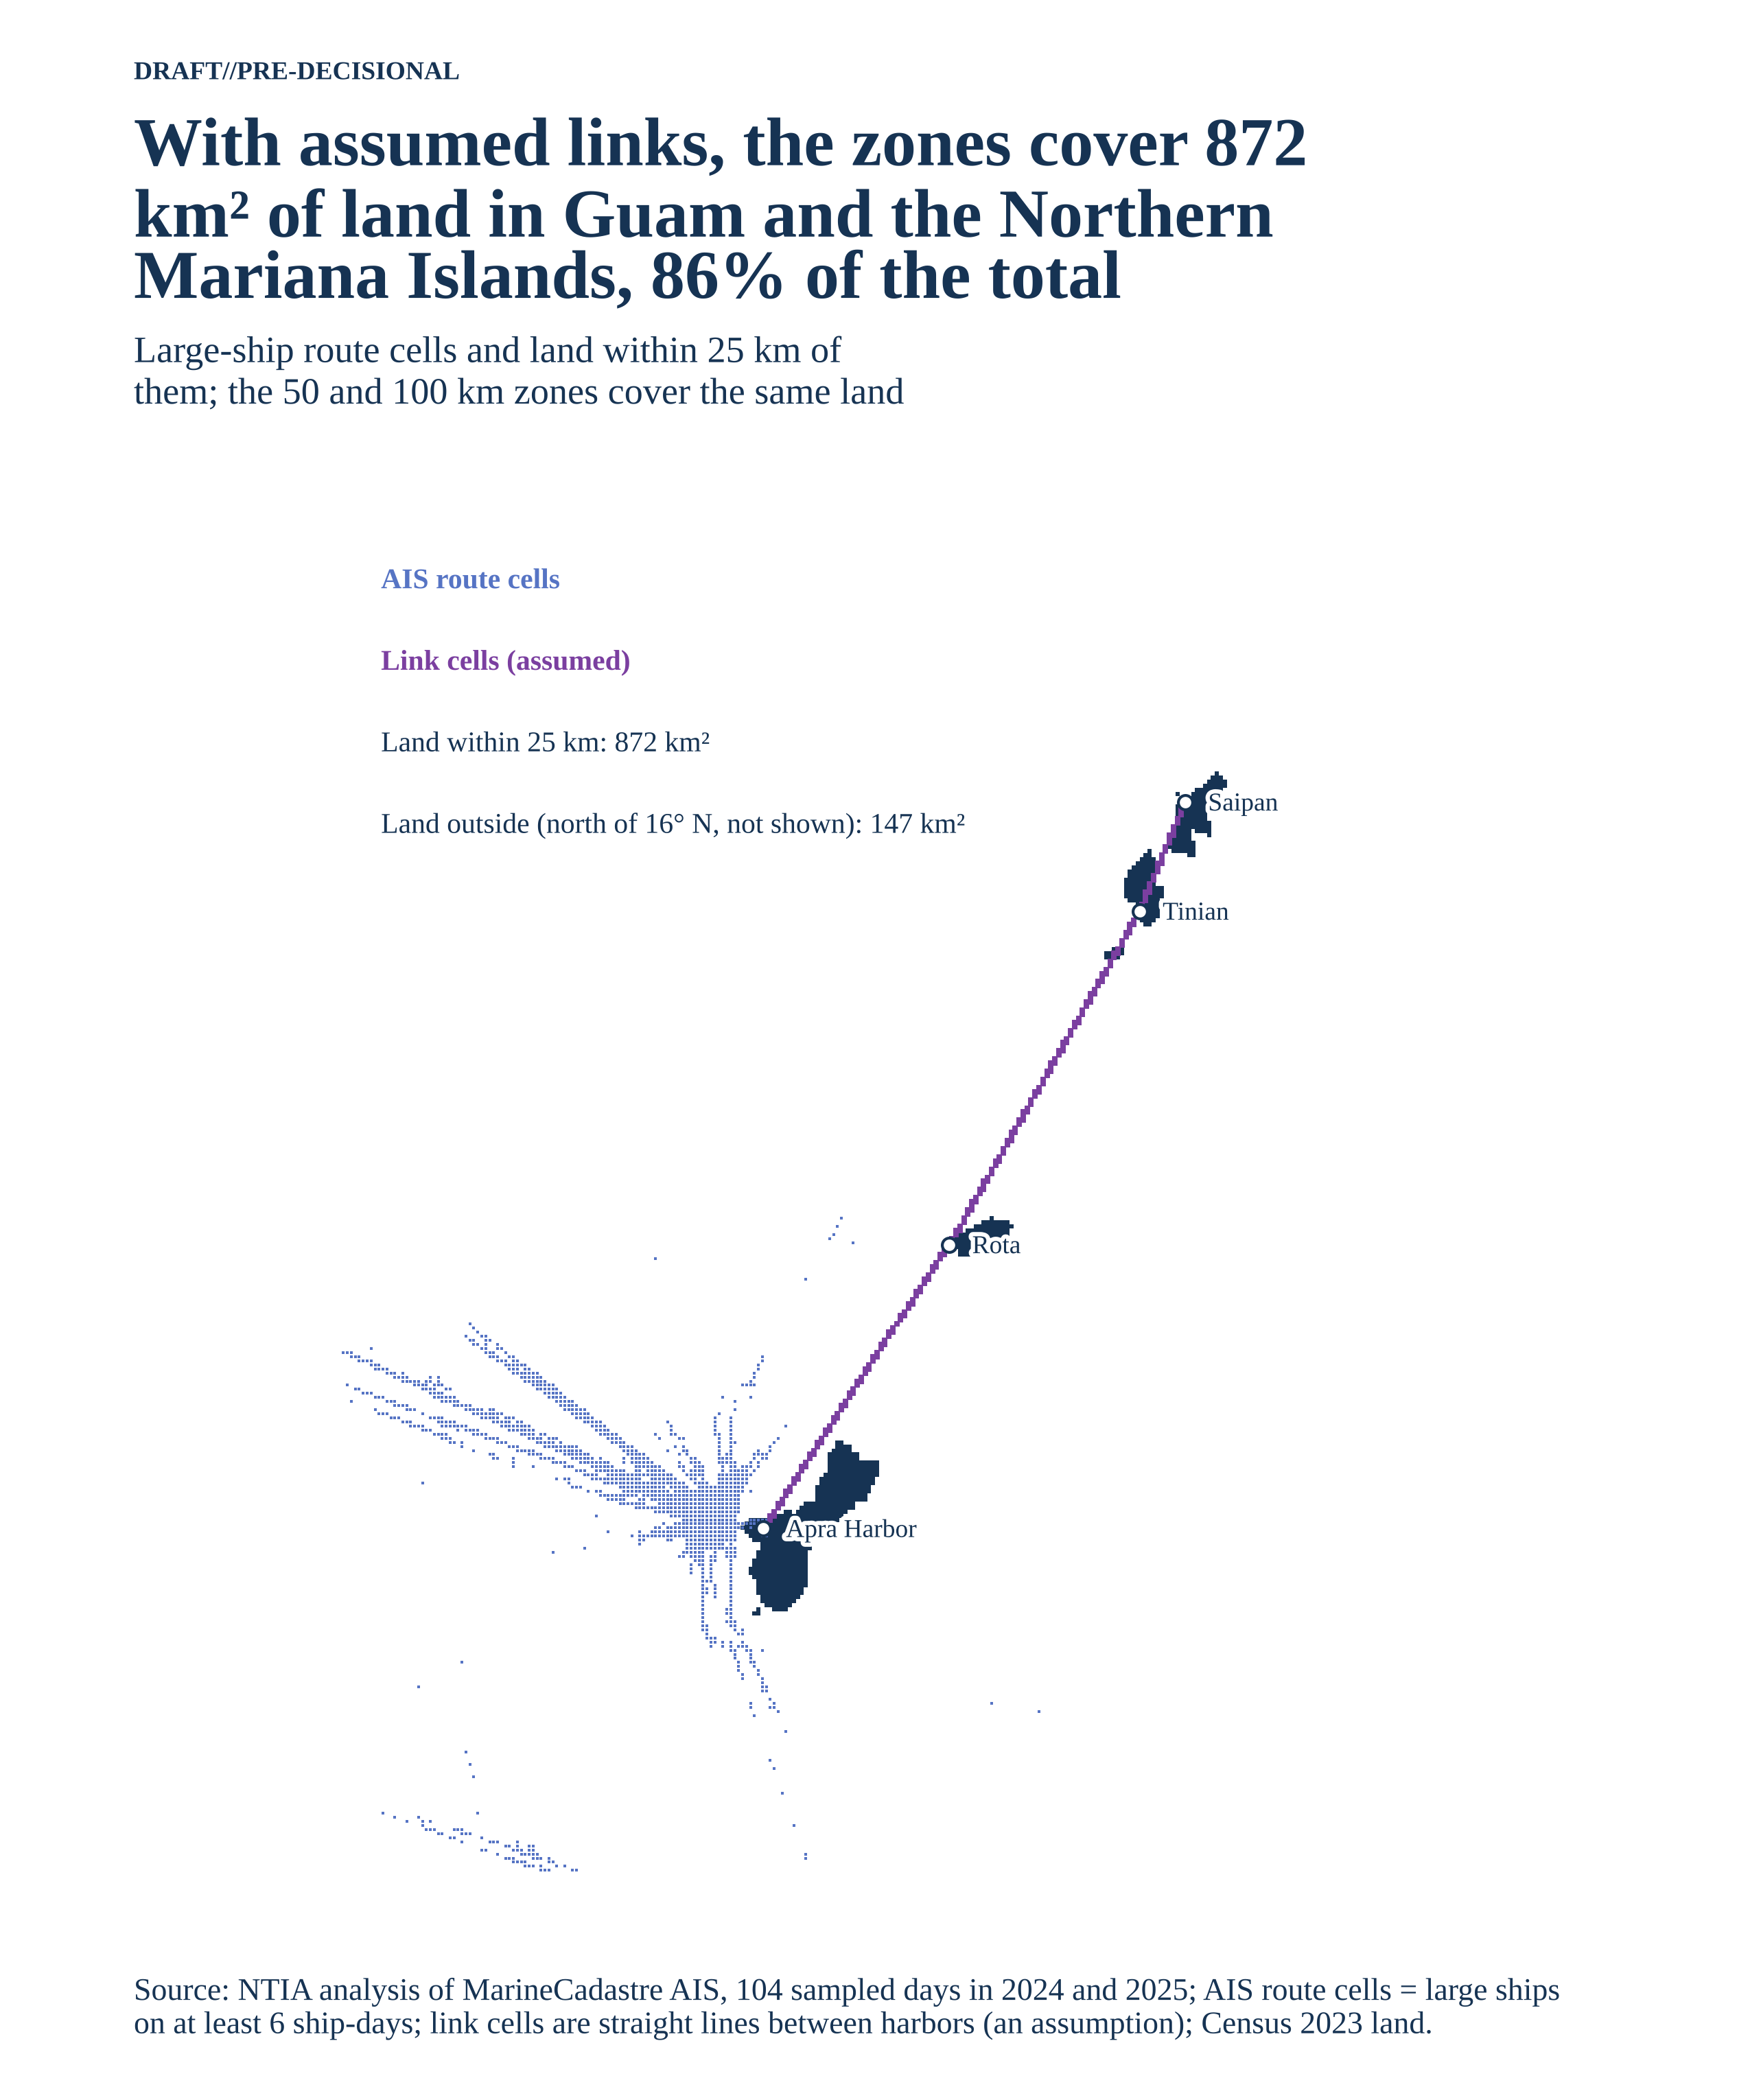 DRAFT//PRE-DECISIONAL
With assumed links, the zones cover 872
km² of land in Guam and the Northern
Mariana Islands, 86% of the total
Large-ship route cells and land within 25 km of
them; the 50 and 100 km zones cover the same land
AIS route cells
Link cells (assumed)
Land within 25 km: 872 km²
Land outside (north of 16° N, not shown): 147 km²
Saipan
Tinian
Rota
Apra Harbor
Source: NTIA analysis of MarineCadastre AIS, 104 sampled days in 2024 and 2025; AIS route cells = large ships
on at least 6 ship-days; link cells are straight lines between harbors (an assumption); Census 2023 land.